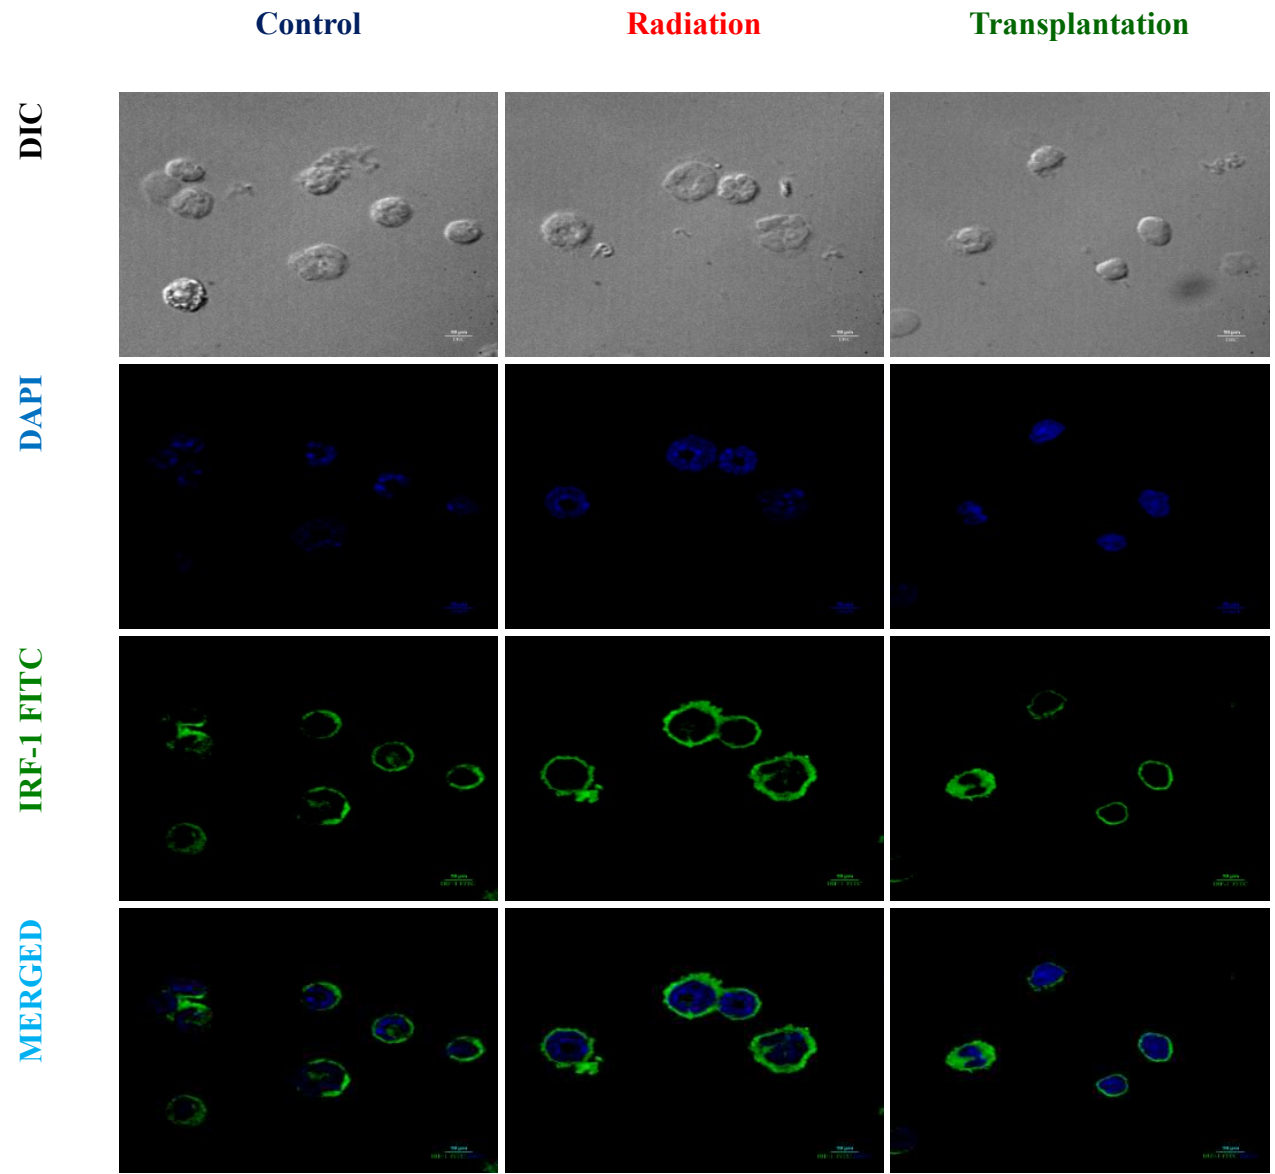 Control
Radiation
Transplantation
DIC
DAPI
IRF-1 FITC
MERGED